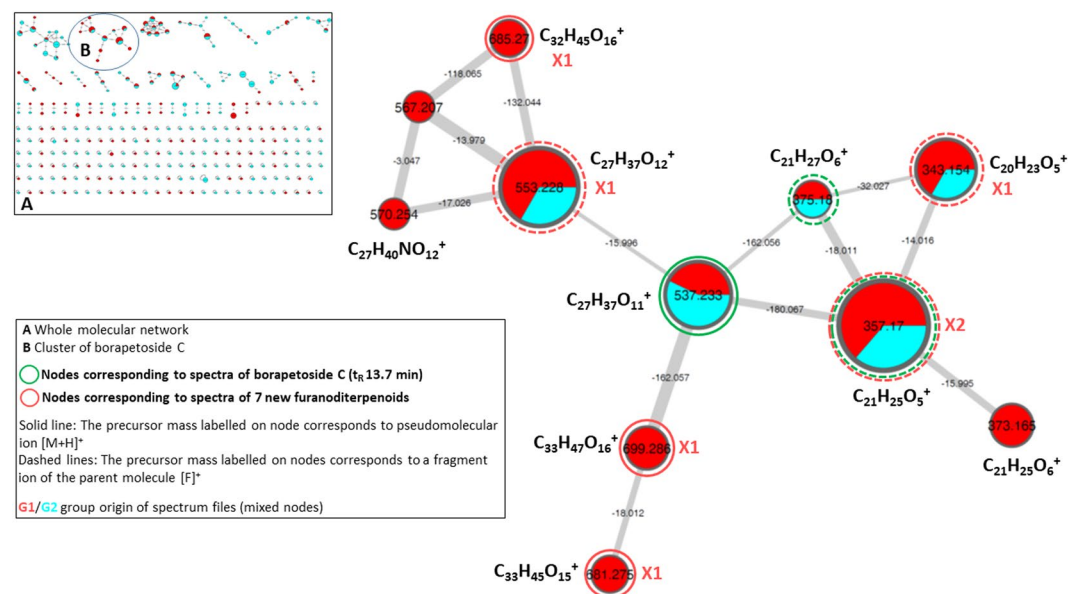 B
A
685.27
C32H45O16+
X1
-118.065
-132.044
567.207
-13.979
-3.047
C27H37O12+
553.228
X1
-17.026
570.254
C27H40NO12+
-15.996
C21H27O6+
375.18
-32.027
343.154
C20H23O5+
X1
-162.056
-18.011
-14.016
C27H37O11+
537.233
-180.067
357.17
X2
C21H25O5+
-15.995
373.165
C21H25O6+
-162.057
C33H47O16+
699.286
X1
-18.012
C33H45O15+
681.275
X1
A Whole molecular network
B Cluster of borapetoside C
Nodes corresponding to spectra of borapetoside C (tR 13.7 min)
Nodes corresponding to spectra of 7 new furanoditerpenoids
Solid line: The precursor mass labelled on node corresponds to pseudomolecular
ion [M+H]+
Dashed lines: The precursor mass labelled on nodes corresponds to a fragment
ion of the parent molecule [F]+
G1/G2 group origin of spectrum files (mixed nodes)